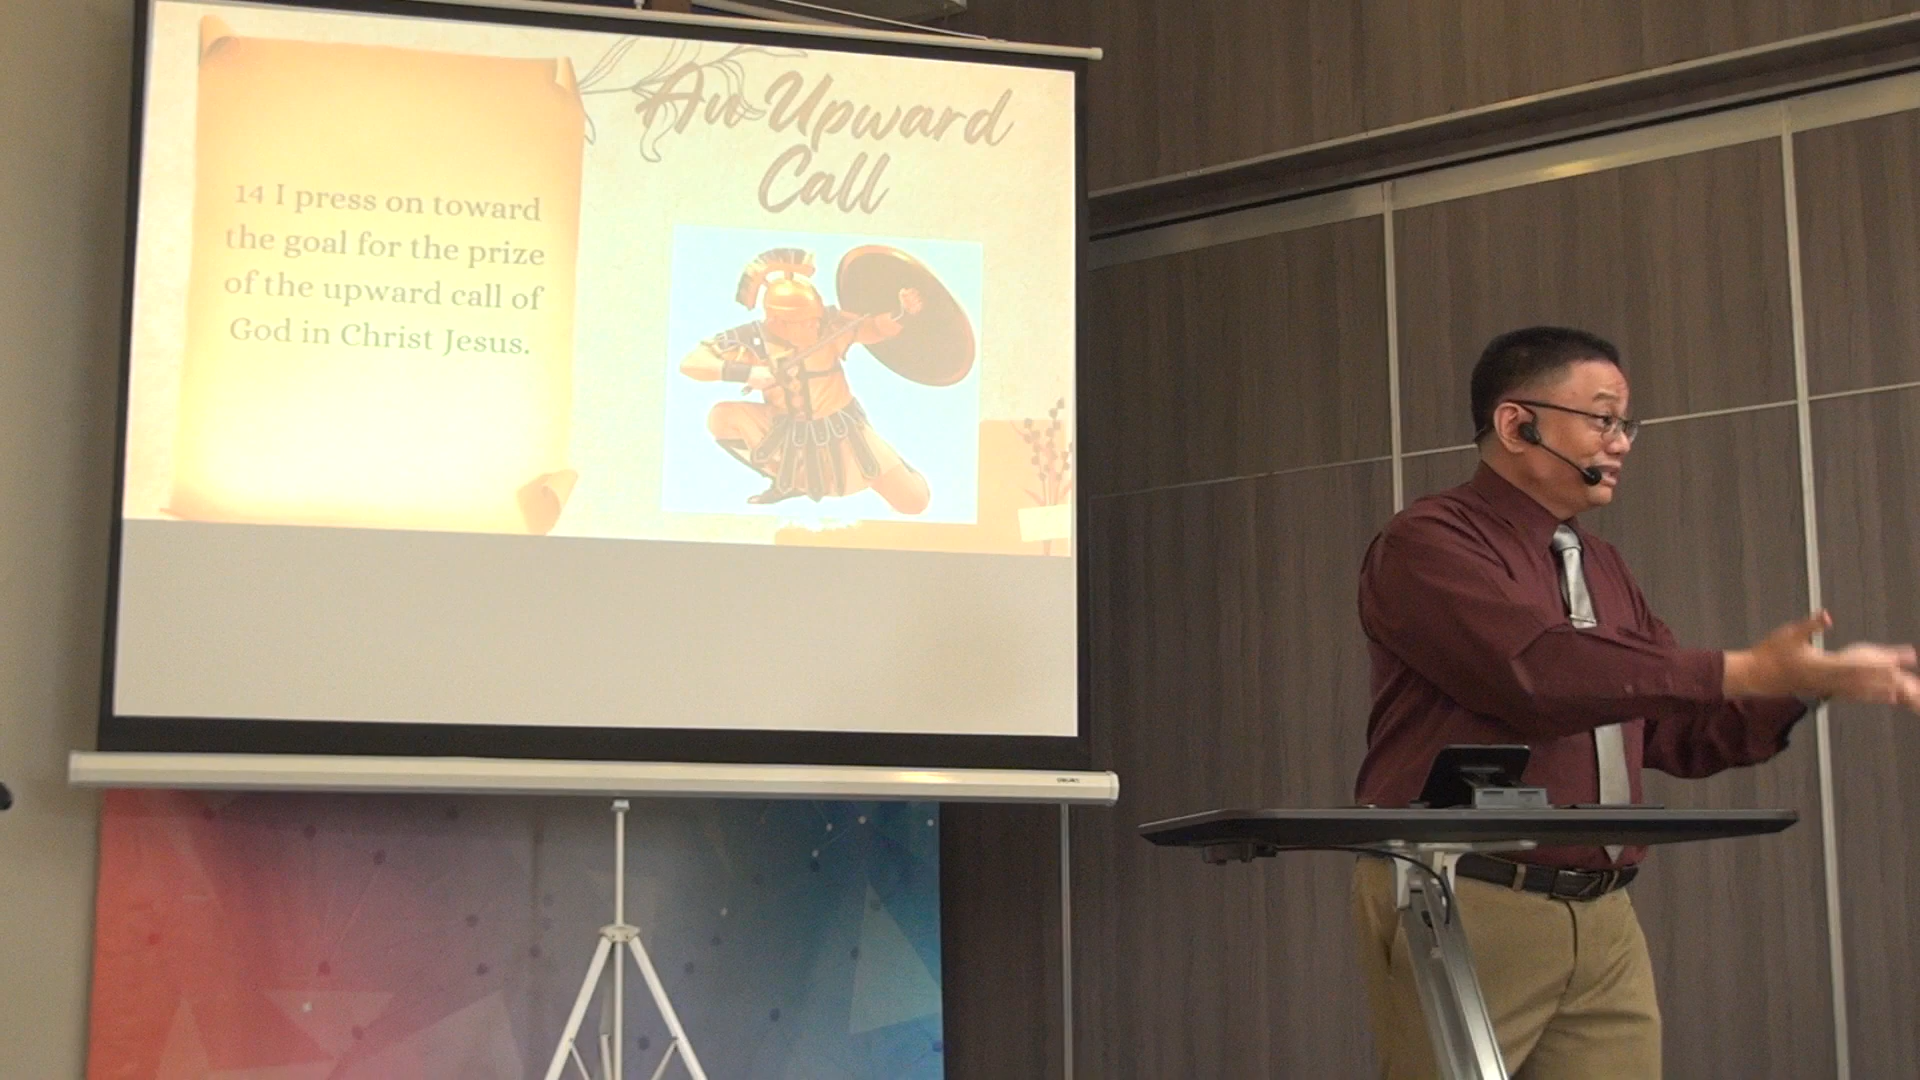 An Upward
Call
14 I press on toward
the goal for the prize
of the upward call of
God in Christ Jesus.